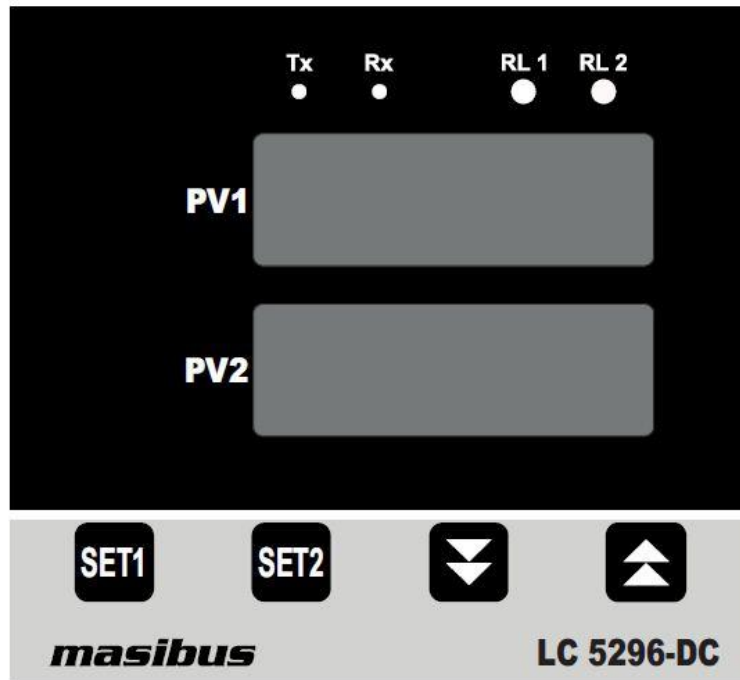 Tx Rx RL 1 RL 2
PV1
PV2
SET1 SET2
masibus LC 5296-DC